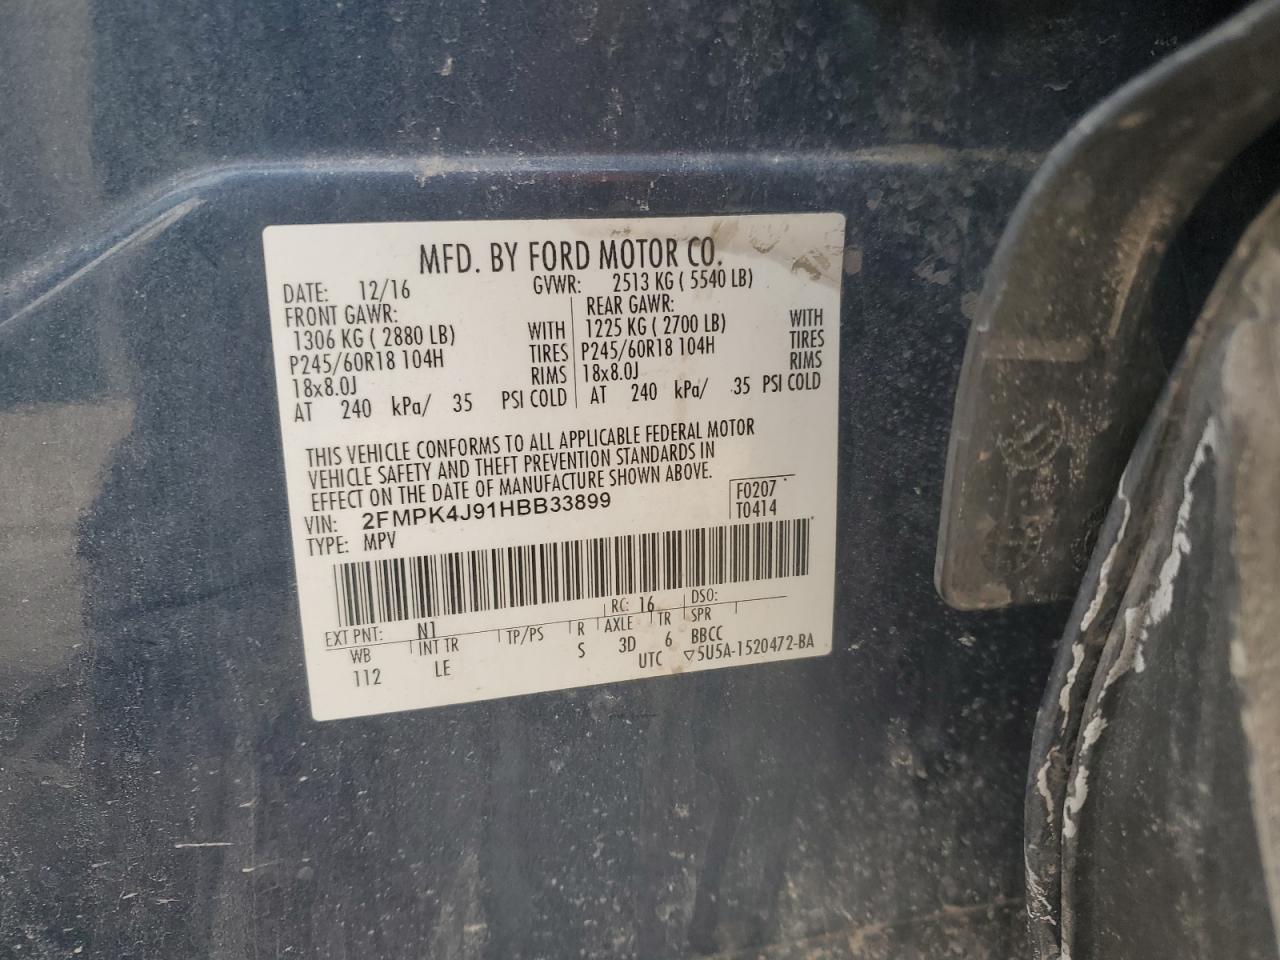 MFD. BY FORD MOTOR CO.
DATE: 12/16 GVWR: 2513 KG ( 5540 LB)
FRONT GAWR: REAR GAWR:
1306 KG ( 2880 LB) WITH 1225 KG ( 2700 LB) WITH
P245/60R18 104H TIRES P245/60R18 104H TIRES
18x8.0J RIMS 18x8.0J RIMS
AT 240 kPa/ 35 PSI COLD AT 240 kPa/ 35 PSI COLD
THIS VEHICLE CONFORMS TO ALL APPLICABLE FEDERAL MOTOR
VEHICLE SAFETY AND THEFT PREVENTION STANDARDS IN
EFFECT ON THE DATE OF MANUFACTURE SHOWN ABOVE.
VIN: 2FMPK4J91HBB33899 F0207
TYPE: MPV T0414
EXT PNT: N1 RC: 16 DSO:
WB INT TR TP/PS R AXLE TR SPR
112 LE S 3D 6 BBCC
UTC ▽5U5A-1520472-BA